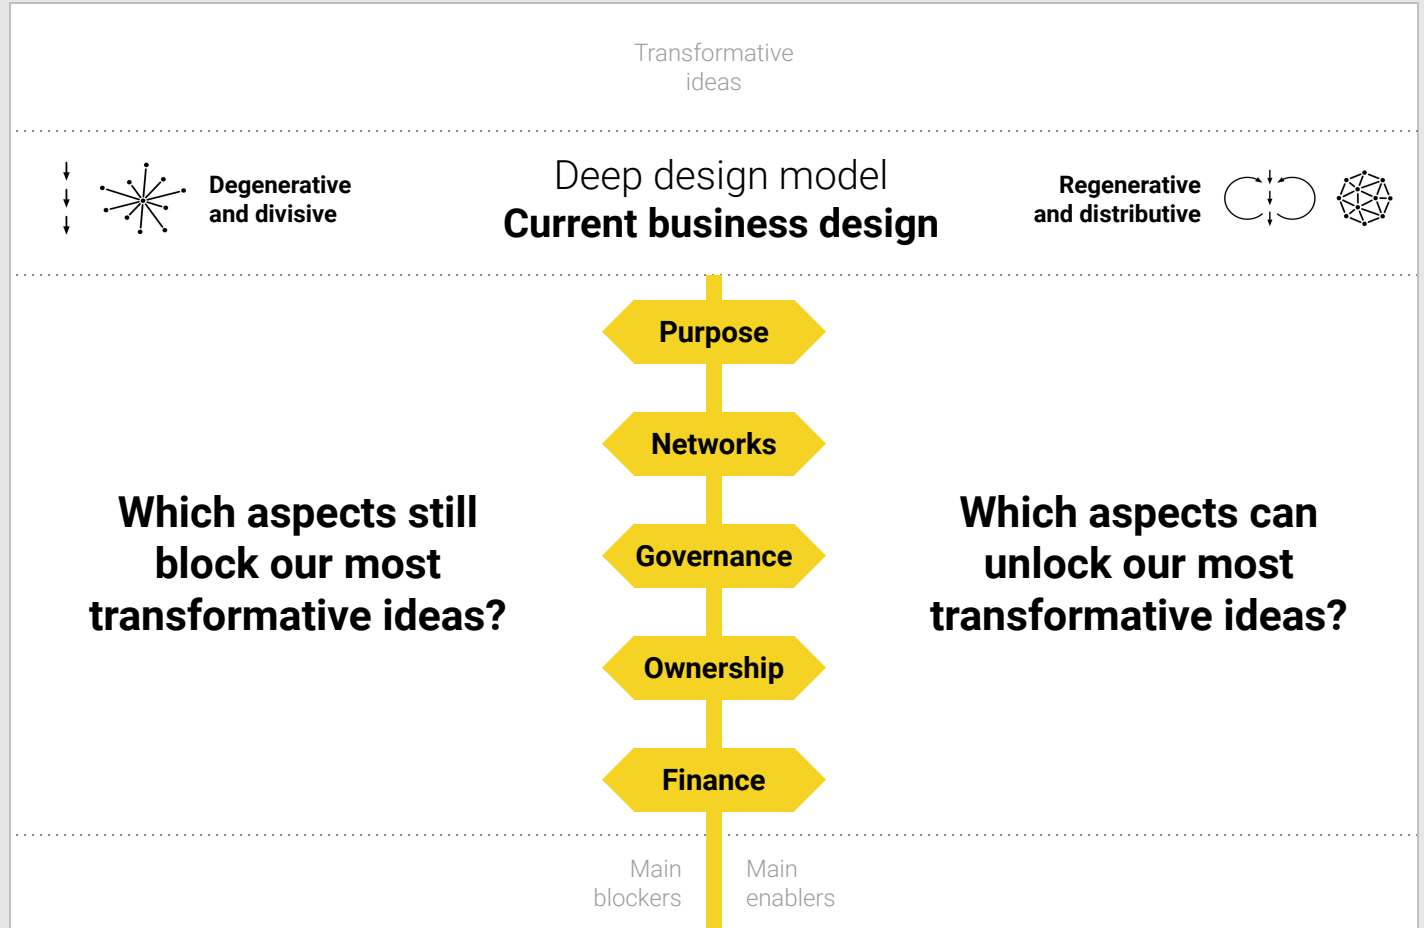 Transformative
ideas
Degenerative
and divisive
Deep design model
Current business design
Regenerative
and distributive
Purpose
Networks
Governance
Ownership
Finance
Which aspects still
block our most
transformative ideas?
Which aspects can
unlock our most
transformative ideas?
Main
blockers
Main
enablers